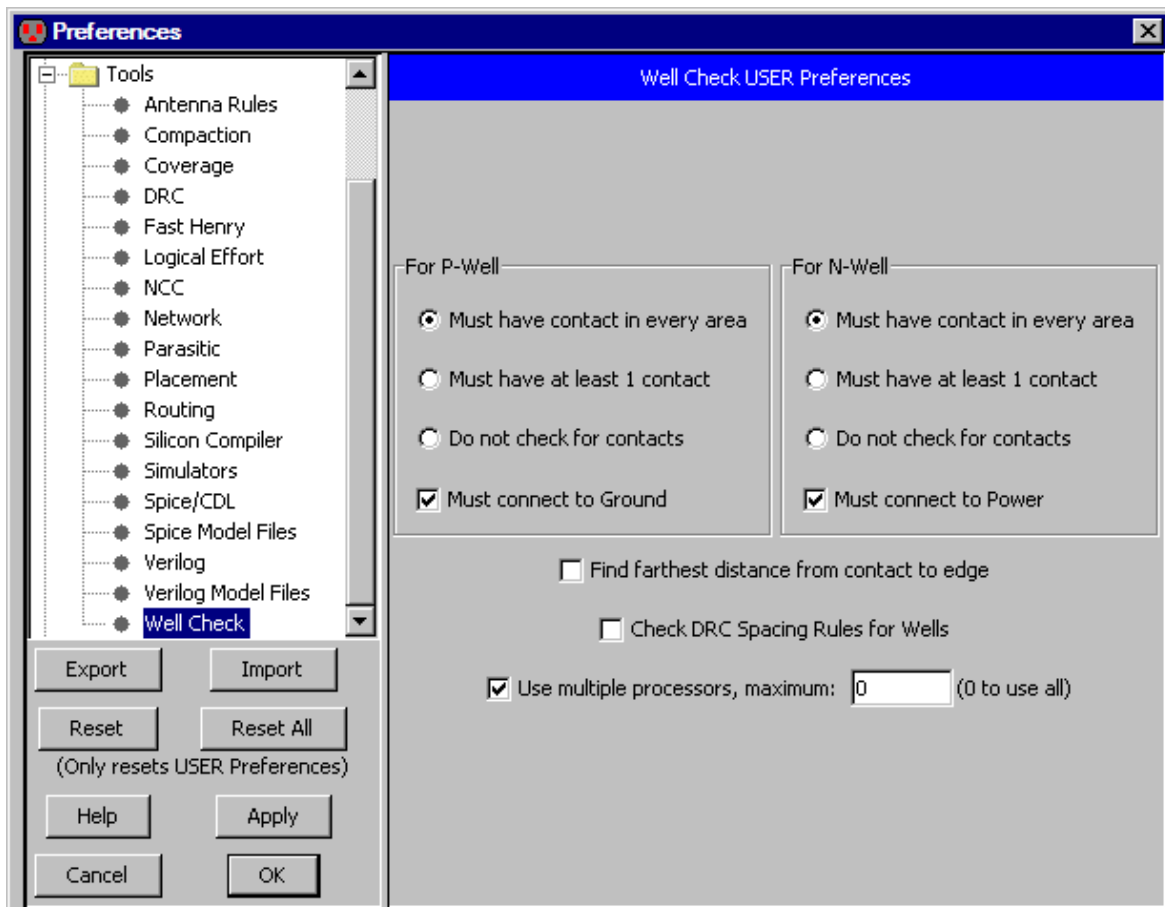 Preferences
Tools
Antenna Rules
Compaction
Coverage
DRC
Fast Henry
Logical Effort
NCC
Network
Parasitic
Placement
Routing
Silicon Compiler
Simulators
Spice/CDL
Spice Model Files
Verilog
Verilog Model Files
Well Check
Export Import
Reset Reset All
(Only resets USER Preferences)
Help Apply
Cancel OK
Well Check USER Preferences
For P-Well
Must have contact in every area
Must have at least 1 contact
Do not check for contacts
Must connect to Ground
For N-Well
Must have contact in every area
Must have at least 1 contact
Do not check for contacts
Must connect to Power
Find farthest distance from contact to edge
Check DRC Spacing Rules for Wells
Use multiple processors, maximum: 0 (0 to use all)